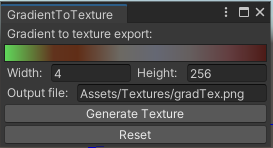 GradientToTexture
Gradient to texture export:
Width: 4 Height: 256
Output file: Assets/Textures/gradTex.png
Generate Texture
Reset